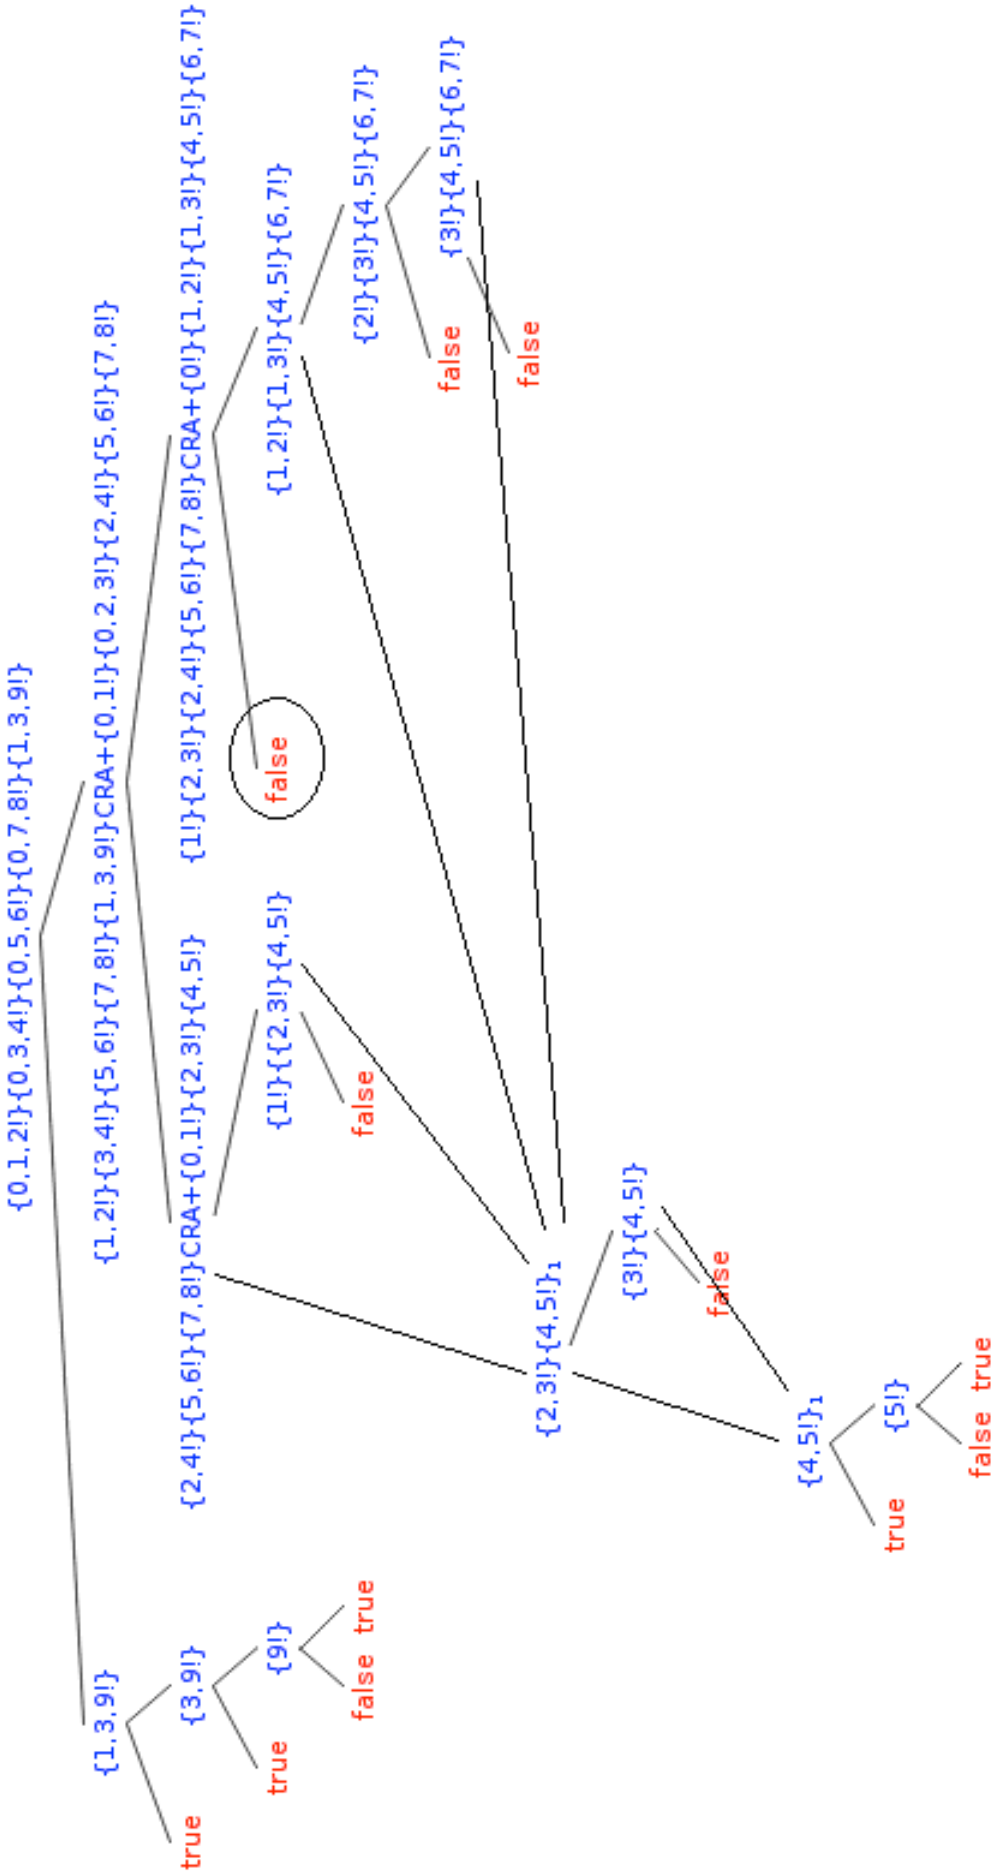 {0,1,2!}{0,3,4!}{0,5,6!}{0,7,8!}{1,3,9!}
{1,3,9!}
{1,2!}{3,4!}{5,6!}{7,8!}{1,3,9!}CRA+{0,1!}{0,2,3!}{2,4!}{5,6!}{7,8!}
true
{3,9!}
{2,4!}{5,6!}{7,8!}CRA+{0,1!}{2,3!}{4,5!}
{1!}{2,3!}{2,4!}{5,6!}{7,8!}CRA+{0!}{1,2!}{1,3!}{4,5!}{6,7!}
true
{9!}
{1!}{{2,3!}{4,5!}
false
{1,2!}{1,3!}{4,5!}{6,7!}
false
true
false
{2!}{3!}{4,5!}{6,7!}
false
{3!}{4,5!}{6,7!}
false
{2,3!}{4,5!}₁
{3!}{4,5!}
false
{4,5!}₁
true
{5!}
false
true